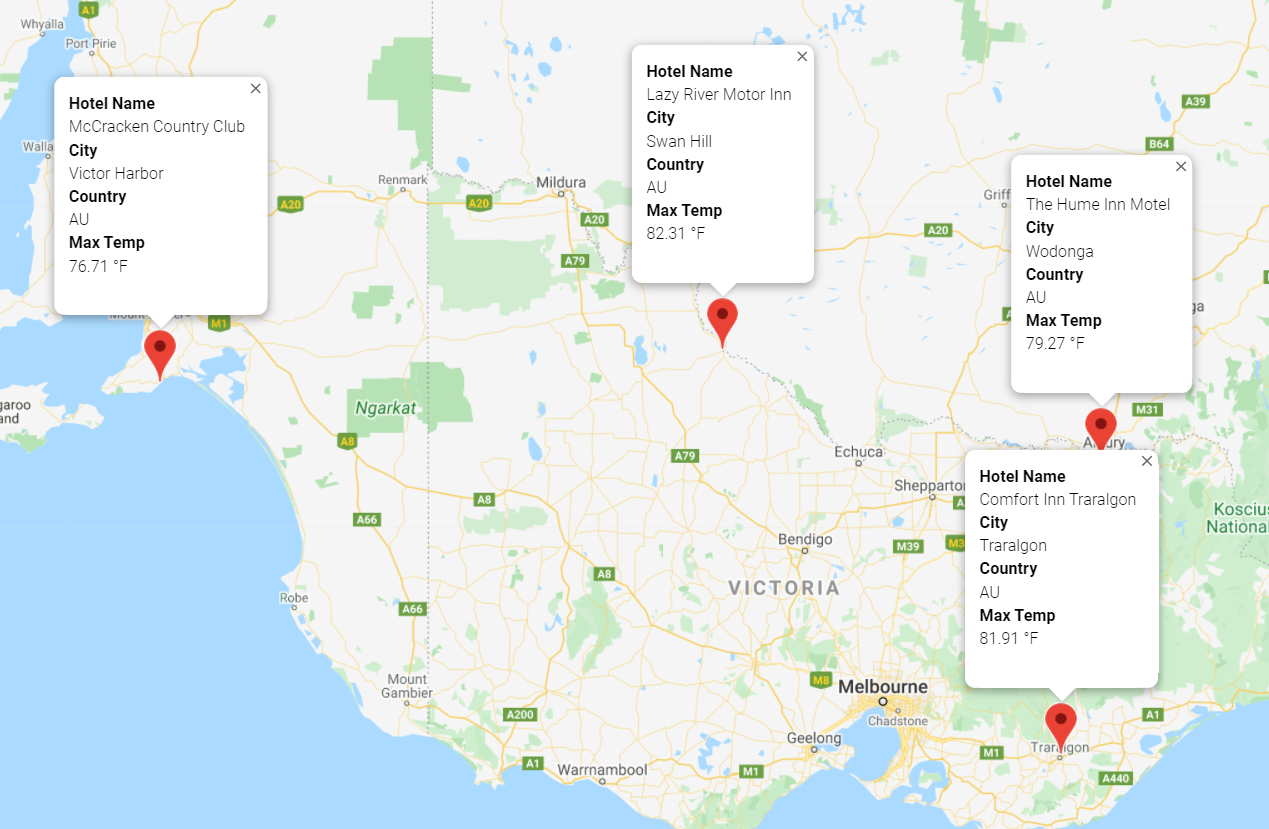 A1
Whyalla
Port Pirie
Hotel Name
McCracken Country Club
City
Victor Harbor
Country
AU
Max Temp
76.71 °F
Hotel Name
Lazy River Motor Inn
City
Swan Hill
Country
AU
Max Temp
82.31 °F
Hotel Name
The Hume Inn Motel
City
Wodonga
Country
AU
Max Temp
79.27 °F
Hotel Name
Comfort Inn Traralgon
City
Traralgon
Country
AU
Max Temp
81.91 °F
A39
B64
Walla
Renmark
Mildura
Griff
A20
A20
A20
A20
A79
ga
M1
garoo
and
Ngarkat
M31
A8
A79
Echuca
Shepparton
A8
A66
Koscius
National
Bendigo
M39
M3
A8
VICTORIA
Robe
A66
Mount
Gambier
M8
Melbourne
Chadstone
A200
A1
Geelong
M1
Traralgon
A1
Warrnambool
M1
A440